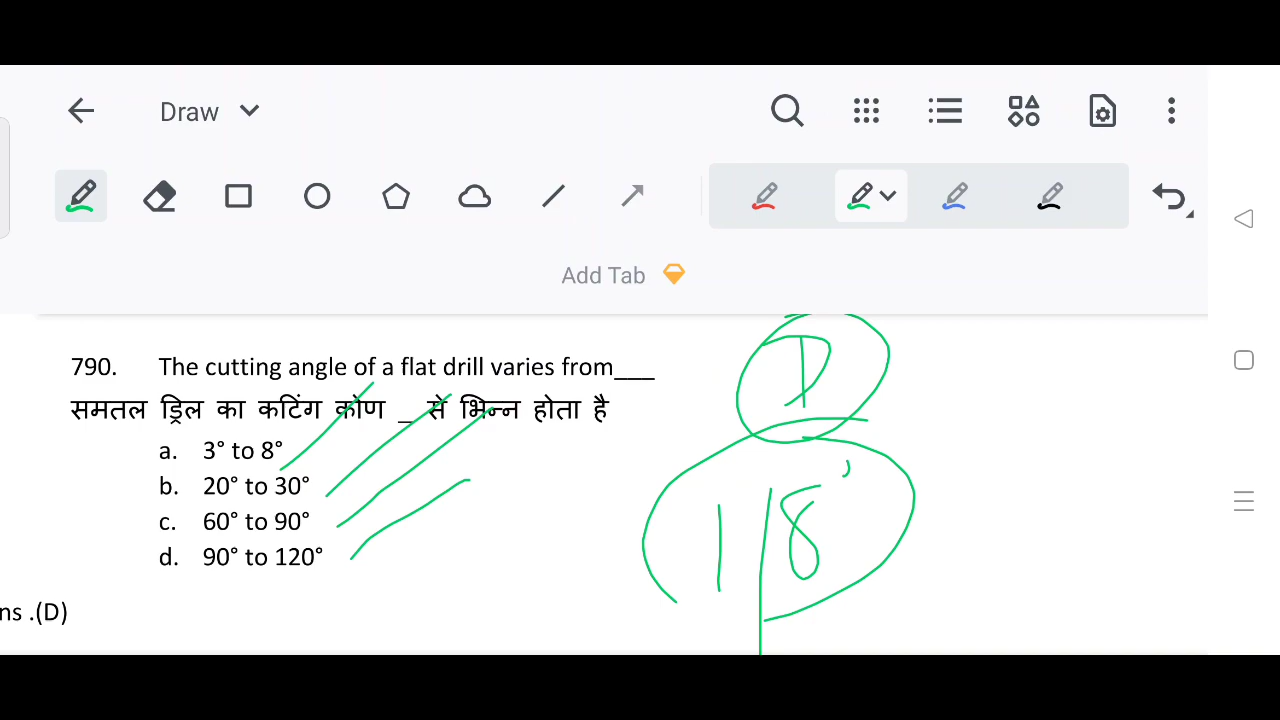 Draw
Add Tab
790. The cutting angle of a flat drill varies from___
समतल ड्रिल का कटिंग कोण _ से भिन्न होता है
a. 3° to 8°
b. 20° to 30°
c. 60° to 90°
d. 90° to 120°
ns .(D)
D
118°